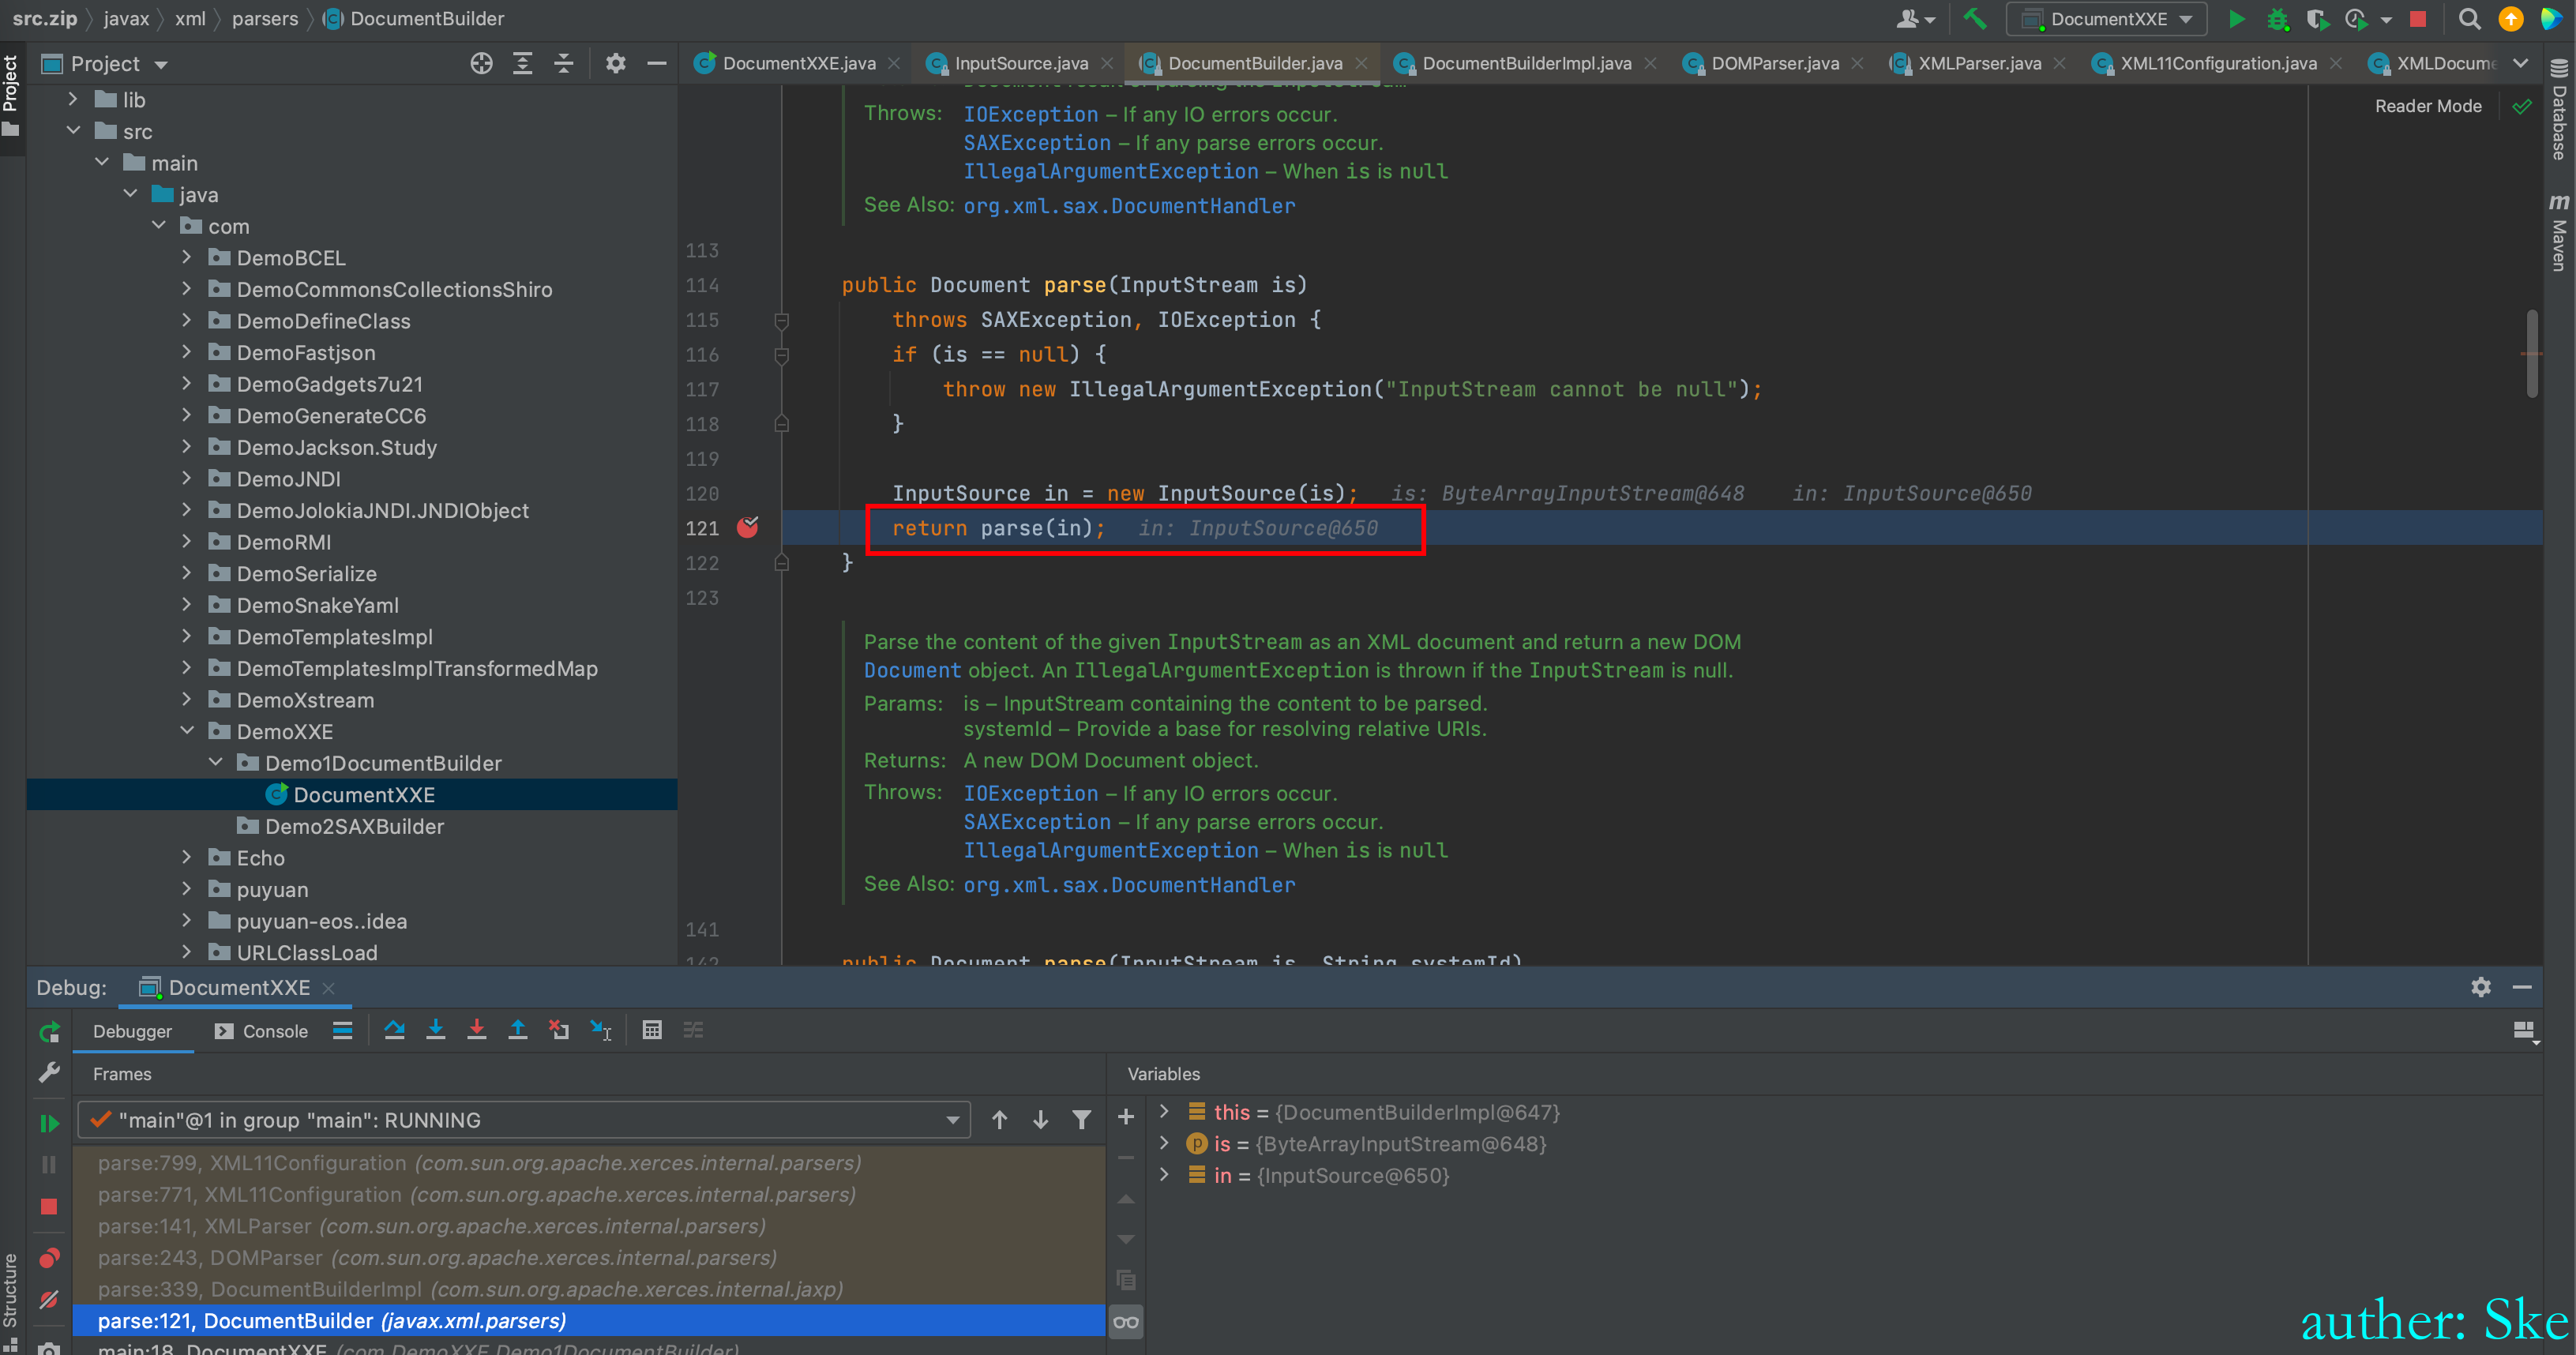 src.zip javax xml parsers DocumentBuilder
DocumentXXE
Project
DocumentXXE.java InputSource.java DocumentBuilder.java DocumentBuilderImpl.java DOMParser.java XMLParser.java XML11Configuration.java XMLDocume
Project
Structure
Database
Maven
Reader Mode
lib
src
main
java
com
DemoBCEL
DemoCommonsCollectionsShiro
DemoDefineClass
DemoFastjson
DemoGadgets7u21
DemoGenerateCC6
DemoJackson.Study
DemoJNDI
DemoJolokiaJNDI.JNDIObject
DemoRMI
DemoSerialize
DemoSnakeYaml
DemoTemplatesImpl
DemoTemplatesImplTransformedMap
DemoXstream
DemoXXE
Demo1DocumentBuilder
DocumentXXE
Demo2SAXBuilder
Echo
puyuan
puyuan-eos..idea
URLClassLoad
Throws: IOException – If any IO errors occur.
SAXException – If any parse errors occur.
IllegalArgumentException – When is is null
See Also: org.xml.sax.DocumentHandler
113
114 public Document parse(InputStream is)
115 throws SAXException, IOException {
116 if (is == null) {
117 throw new IllegalArgumentException("InputStream cannot be null");
118 }
119
120 InputSource in = new InputSource(is); is: ByteArrayInputStream@648 in: InputSource@650
121 return parse(in); in: InputSource@650
122 }
123
Parse the content of the given InputStream as an XML document and return a new DOM
Document object. An IllegalArgumentException is thrown if the InputStream is null.
Params: is – InputStream containing the content to be parsed.
systemId – Provide a base for resolving relative URIs.
Returns: A new DOM Document object.
Throws: IOException – If any IO errors occur.
SAXException – If any parse errors occur.
IllegalArgumentException – When is is null
See Also: org.xml.sax.DocumentHandler
141
142 public Document parse(InputStream is, String systemId)
Debug: DocumentXXE
Debugger Console
Frames
Variables
"main"@1 in group "main": RUNNING
parse:799, XML11Configuration (com.sun.org.apache.xerces.internal.parsers)
parse:771, XML11Configuration (com.sun.org.apache.xerces.internal.parsers)
parse:141, XMLParser (com.sun.org.apache.xerces.internal.parsers)
parse:243, DOMParser (com.sun.org.apache.xerces.internal.parsers)
parse:339, DocumentBuilderImpl (com.sun.org.apache.xerces.internal.jaxp)
parse:121, DocumentBuilder (javax.xml.parsers)
main:18, DocumentXXE (com.DemoXXE.Demo1DocumentBuilder)
this = {DocumentBuilderImpl@647}
is = {ByteArrayInputStream@648}
in = {InputSource@650}
auther: Ske